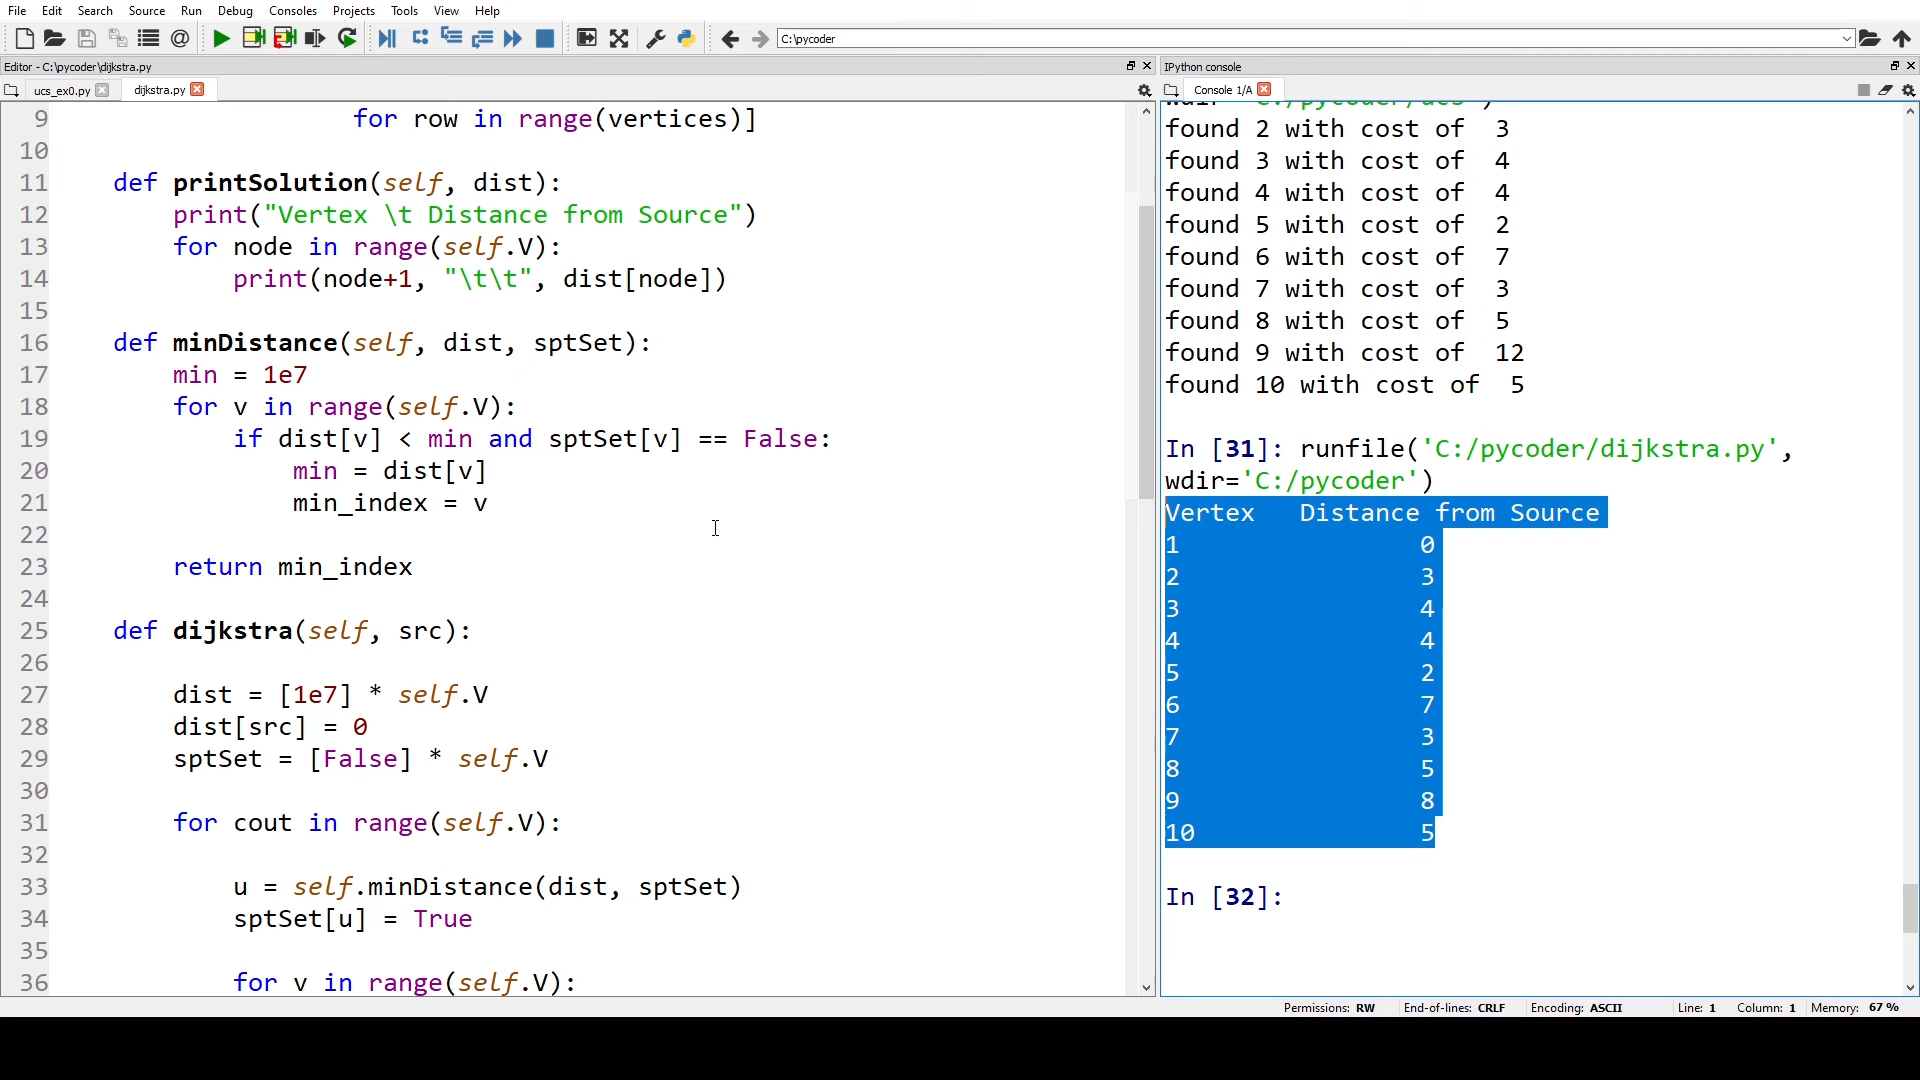 File Edit Search Source Run Debug Consoles Projects Tools View Help
C:\pycoder
Editor - C:\pycoder\dijkstra.py
ucs_ex0.py dijkstra.py
9 for row in range(vertices)]
10
11 def printSolution(self, dist):
12 print("Vertex \t Distance from Source")
13 for node in range(self.V):
14 print(node+1, "\t\t", dist[node])
15
16 def minDistance(self, dist, sptSet):
17 min = 1e7
18 for v in range(self.V):
19 if dist[v] < min and sptSet[v] == False:
20 min = dist[v]
21 min_index = v
22
23 return min_index
24
25 def dijkstra(self, src):
26
27 dist = [1e7] * self.V
28 dist[src] = 0
29 sptSet = [False] * self.V
30
31 for cout in range(self.V):
32
33 u = self.minDistance(dist, sptSet)
34 sptSet[u] = True
35
36 for v in range(self.V):
IPython console
Console 1/A
wdir='C:/pycoder/ucs')
found 2 with cost of 3
found 3 with cost of 4
found 4 with cost of 4
found 5 with cost of 2
found 6 with cost of 7
found 7 with cost of 3
found 8 with cost of 5
found 9 with cost of 12
found 10 with cost of 5
In [31]: runfile('C:/pycoder/dijkstra.py',
wdir='C:/pycoder')
Vertex Distance from Source
1 0
2 3
3 4
4 4
5 2
6 7
7 3
8 5
9 8
10 5
In [32]:
Permissions: RW End-of-lines: CRLF Encoding: ASCII Line: 1 Column: 1 Memory: 67 %